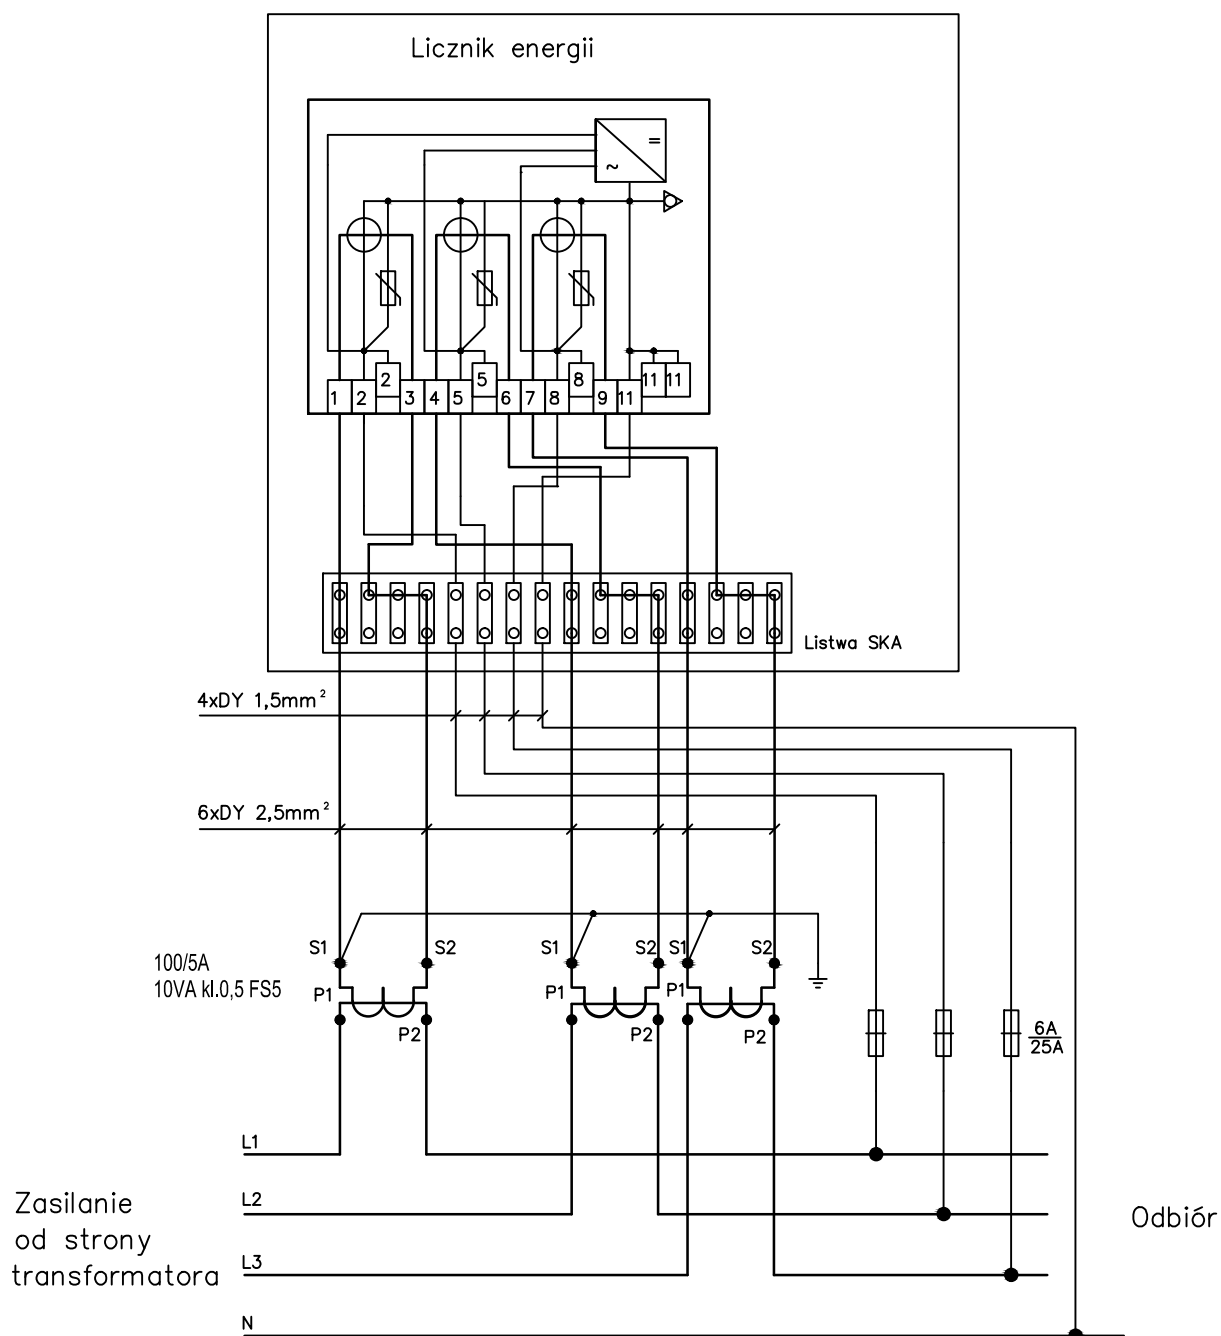 Licznik energii
=
~
2 5 8 11 11
1 2 3 4 5 6 7 8 9 11
Listwa SKA
4xDY 1,5mm²
6xDY 2,5mm²
S1 S2 S1 S2 S1 S2
100/5A
10VA kl.0,5 FS5
P1 P1 P1
P2 P2 P2
6A
25A
L1
L2
L3
N
Zasilanie
od strony
transformatora
Odbiór